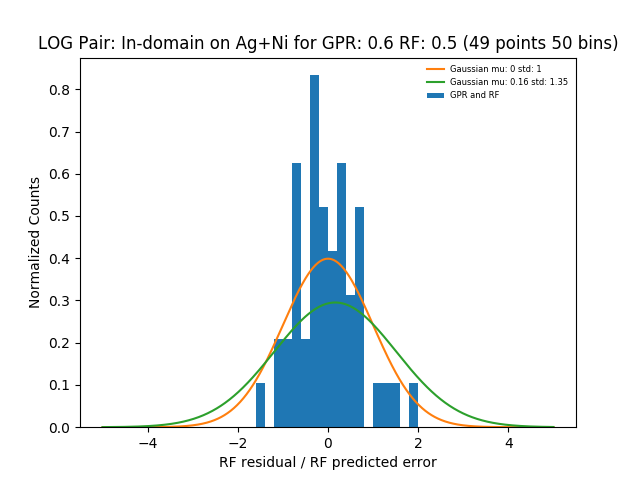 LOG Pair: In-domain on Ag+Ni for GPR: 0.6 RF: 0.5 (49 points 50 bins)
Gaussian mu: 0 std: 1
Gaussian mu: 0.16 std: 1.35
GPR and RF
Normalized Counts
0.8
0.7
0.6
0.5
0.4
0.3
0.2
0.1
0.0
−4 −2 0 2 4
RF residual / RF predicted error